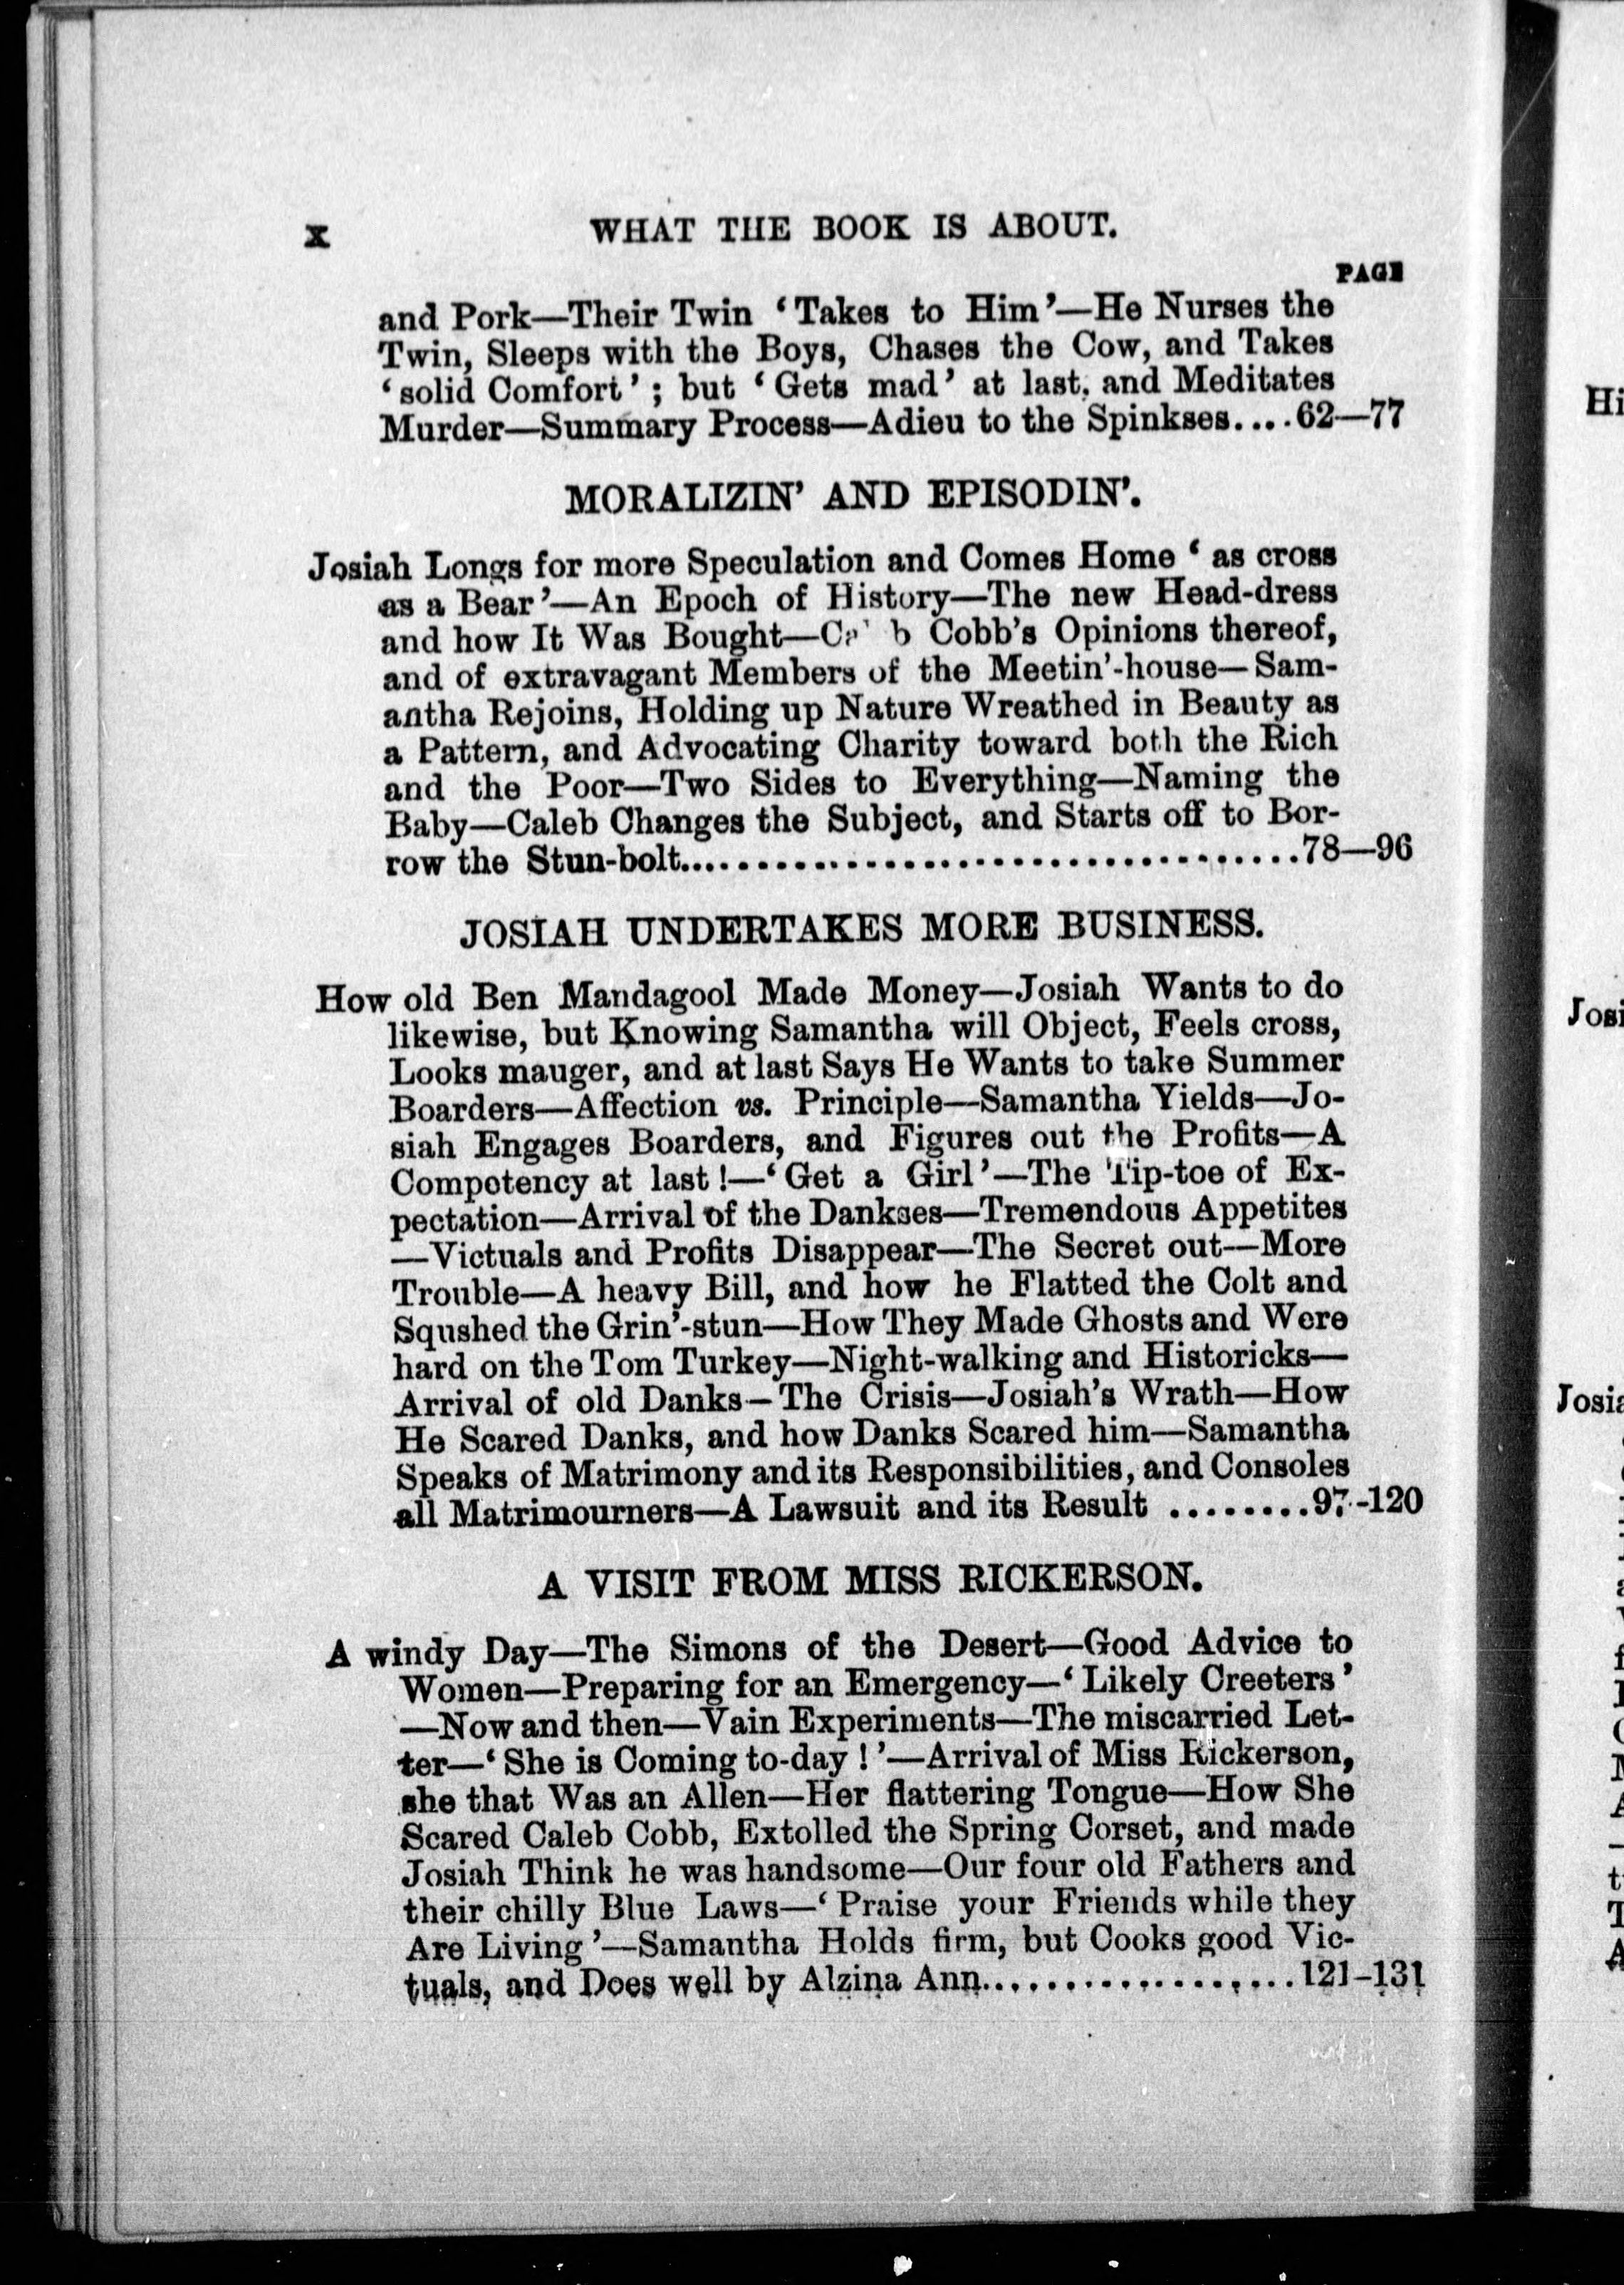 x WHAT THE BOOK IS ABOUT.
PAGE
and Pork—Their Twin ‘Takes to Him’—He Nurses the
Twin, Sleeps with the Boys, Chases the Cow, and Takes
‘solid Comfort’; but ‘Gets mad’ at last, and Meditates
Murder—Summary Process—Adieu to the Spinkses....62—77
MORALIZIN’ AND EPISODIN’.
Josiah Longs for more Speculation and Comes Home ‘as cross
as a Bear’—An Epoch of History—The new Head-dress
and how It Was Bought— Cobb’s Opinions thereof,
and of extravagant Members of the Meetin’-house—Sam-
antha Rejoins, Holding up Nature Wreathed in Beauty as
a Pattern, and Advocating Charity toward both the Rich
and the Poor—Two Sides to Everything—Naming the
Baby—Caleb Changes the Subject, and Starts off to Bor-
row the Stun-bolt....................................78—96
JOSIAH UNDERTAKES MORE BUSINESS.
How old Ben Mandagool Made Money—Josiah Wants to do
likewise, but Knowing Samantha will Object, Feels cross,
Looks mauger, and at last Says He Wants to take Summer
Boarders—Affection vs. Principle—Samantha Yields—Jo-
siah Engages Boarders, and Figures out the Profits—A
Competency at last!—‘Get a Girl’—The Tip-toe of Ex-
pectation—Arrival of the Dankses—Tremendous Appetites
—Victuals and Profits Disappear—The Secret out—More
Trouble—A heavy Bill, and how he Flatted the Colt and
Squshed the Grin’-stun—How They Made Ghosts and Were
hard on the Tom Turkey—Night-walking and Historicks—
Arrival of old Danks—The Crisis—Josiah’s Wrath—How
He Scared Danks, and how Danks Scared him—Samantha
Speaks of Matrimony and its Responsibilities, and Consoles
all Matrimourners—A Lawsuit and its Result ........97-120
A VISIT FROM MISS RICKERSON.
A windy Day—The Simons of the Desert—Good Advice to
Women—Preparing for an Emergency—‘Likely Creeters’
—Now and then—Vain Experiments—The miscarried Let-
ter—‘She is Coming to-day!’—Arrival of Miss Rickerson,
she that Was an Allen—Her flattering Tongue—How She
Scared Caleb Cobb, Extolled the Spring Corset, and made
Josiah Think he was handsome—Our four old Fathers and
their chilly Blue Laws—‘Praise your Friends while they
Are Living’—Samantha Holds firm, but Cooks good Vic-
tuals, and Does well by Alzina Ann..................121-131